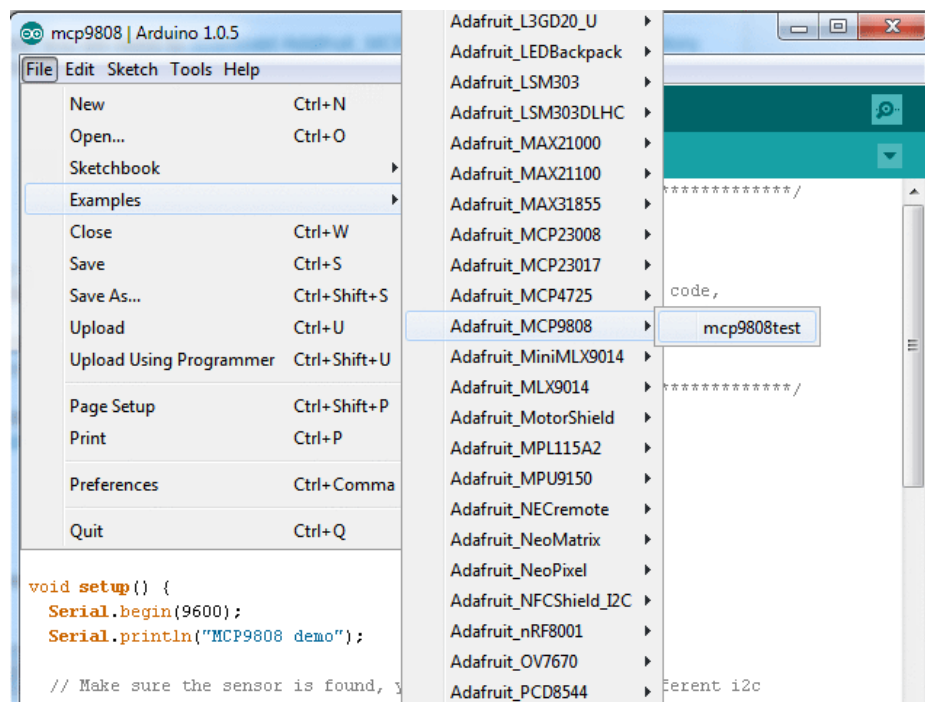 mcp9808 | Arduino 1.0.5
File Edit Sketch Tools Help
New Ctrl+N
Open... Ctrl+O
Sketchbook
Examples
Close Ctrl+W
Save Ctrl+S
Save As... Ctrl+Shift+S
Upload Ctrl+U
Upload Using Programmer Ctrl+Shift+U
Page Setup Ctrl+Shift+P
Print Ctrl+P
Preferences Ctrl+Comma
Quit Ctrl+Q
Adafruit_L3GD20_U
Adafruit_LEDBackpack
Adafruit_LSM303
Adafruit_LSM303DLHC
Adafruit_MAX21000
Adafruit_MAX21100
Adafruit_MAX31855
Adafruit_MCP23008
Adafruit_MCP23017
Adafruit_MCP4725
Adafruit_MCP9808
Adafruit_MiniMLX9014
Adafruit_MLX9014
Adafruit_MotorShield
Adafruit_MPL115A2
Adafruit_MPU9150
Adafruit_NECremote
Adafruit_NeoMatrix
Adafruit_NeoPixel
Adafruit_NFCShield_I2C
Adafruit_nRF8001
Adafruit_OV7670
Adafruit_PCD8544
mcp9808test
*************/
code,
*************/
void setup() {
Serial.begin(9600);
Serial.println("MCP9808 demo");
// Make sure the sensor is found, ferent i2c